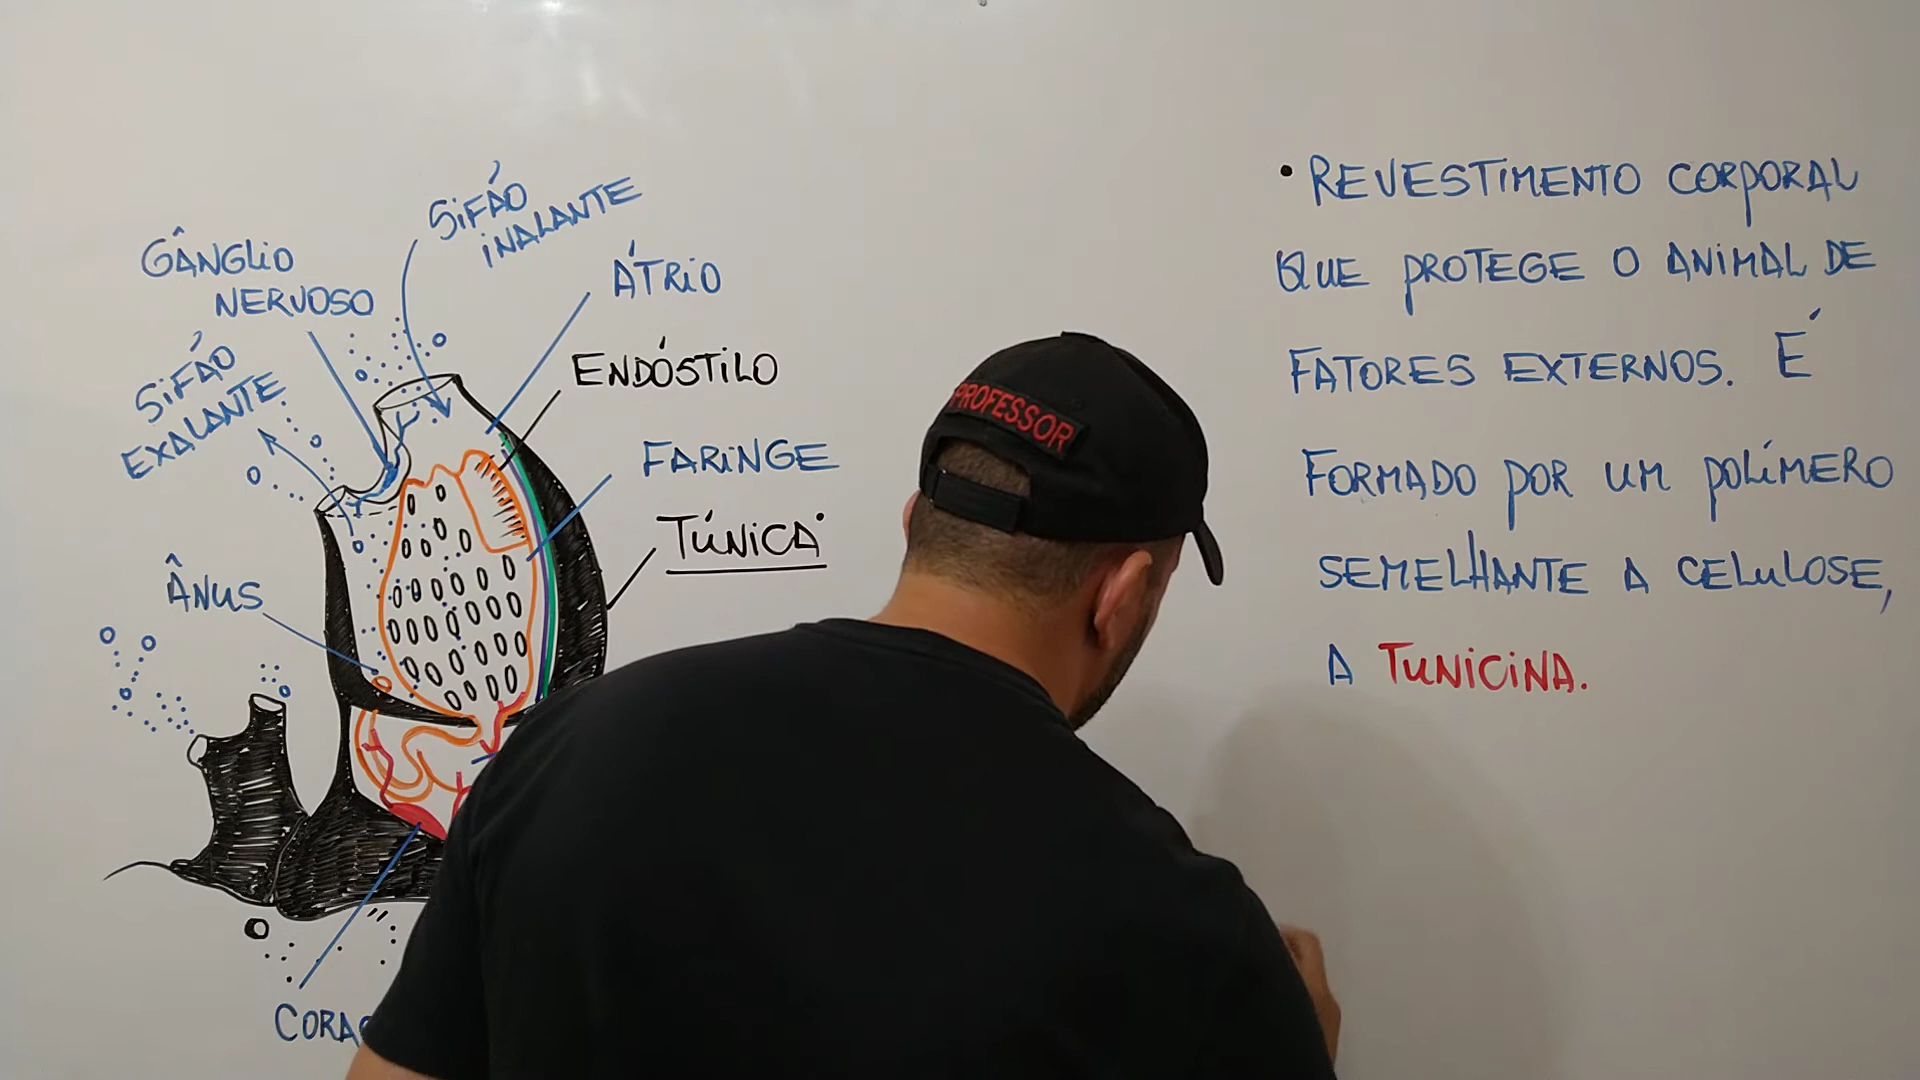 SIFÃO
INALANTE
GÂNGLIO
NERVOSO
ÁTRIO
SIFÃO
EXALANTE
ENDÓSTILO
FARINGE
TÚNICA
ÂNUS
PROFESSOR
• REVESTIMENTO CORPORAL
QUE PROTEGE O ANIMAL DE
FATORES EXTERNOS. É
FORMADO POR UM POLÍMERO
SEMELHANTE A CELULOSE,
A TUNICINA.